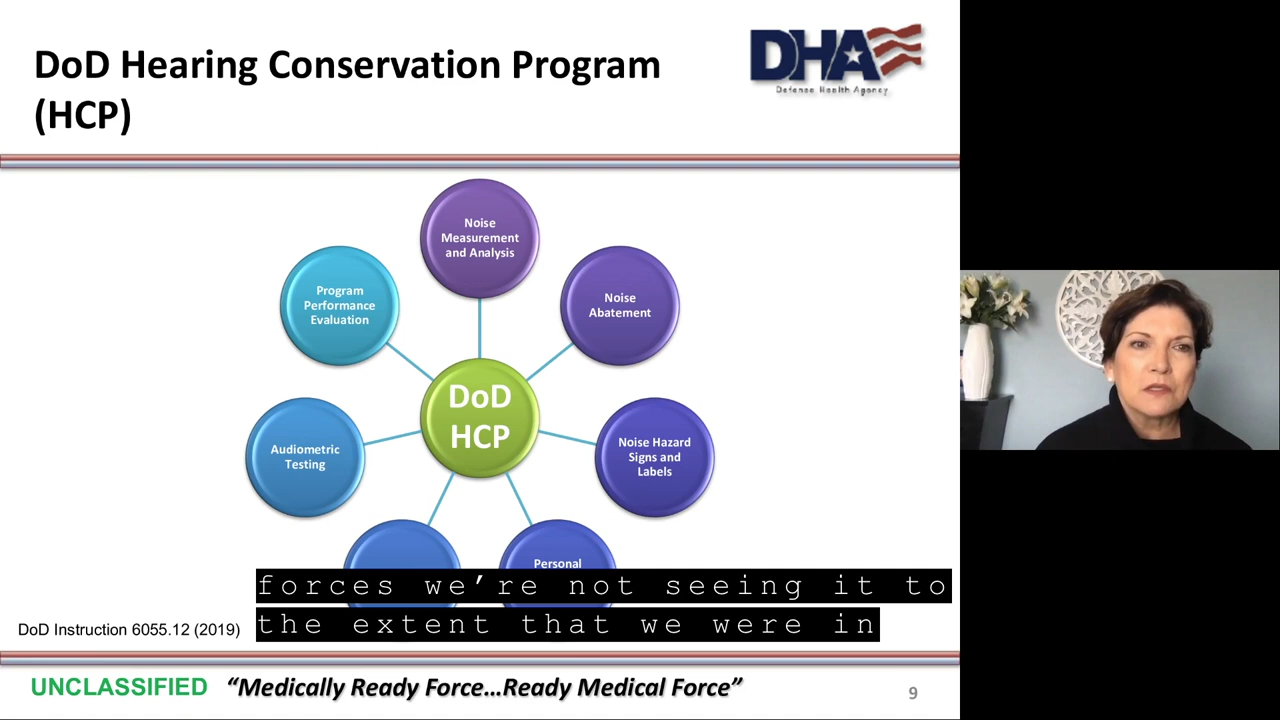 DoD Hearing Conservation Program
(HCP)
DHA
Defense Health Agency
Noise
Measurement
and Analysis
Program
Performance
Evaluation
Noise
Abatement
DoD
HCP
Audiometric
Testing
Noise Hazard
Signs and
Labels
Personal
forces we're not seeing it to
the extent that we were in
DoD Instruction 6055.12 (2019)
UNCLASSIFIED
“Medically Ready Force…Ready Medical Force”
9